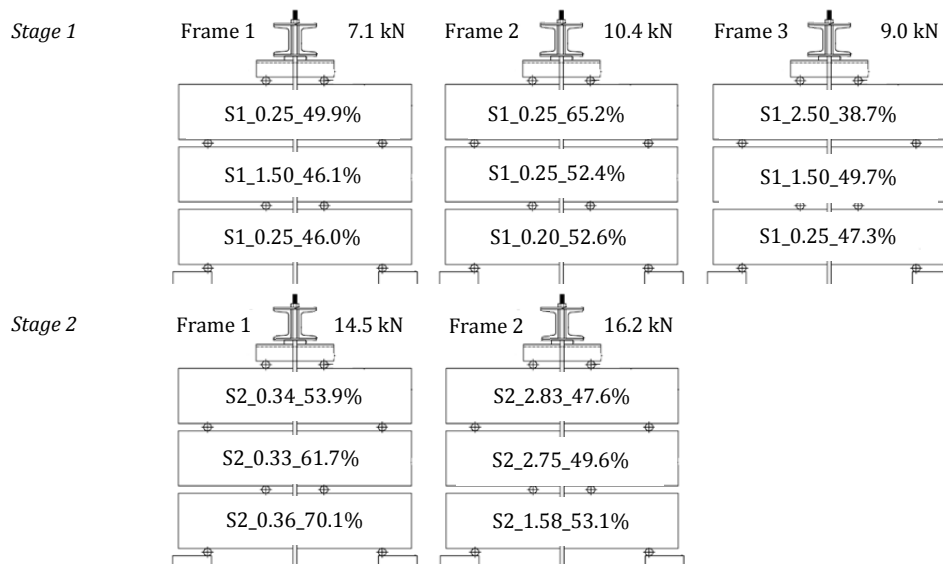 Stage 1 Frame 1 7.1 kN Frame 2 10.4 kN Frame 3 9.0 kN
S1_0.25_49.9% S1_0.25_65.2% S1_2.50_38.7%
S1_1.50_46.1% S1_0.25_52.4% S1_1.50_49.7%
S1_0.25_46.0% S1_0.20_52.6% S1_0.25_47.3%
Stage 2 Frame 1 14.5 kN Frame 2 16.2 kN
S2_0.34_53.9% S2_2.83_47.6%
S2_0.33_61.7% S2_2.75_49.6%
S2_0.36_70.1% S2_1.58_53.1%